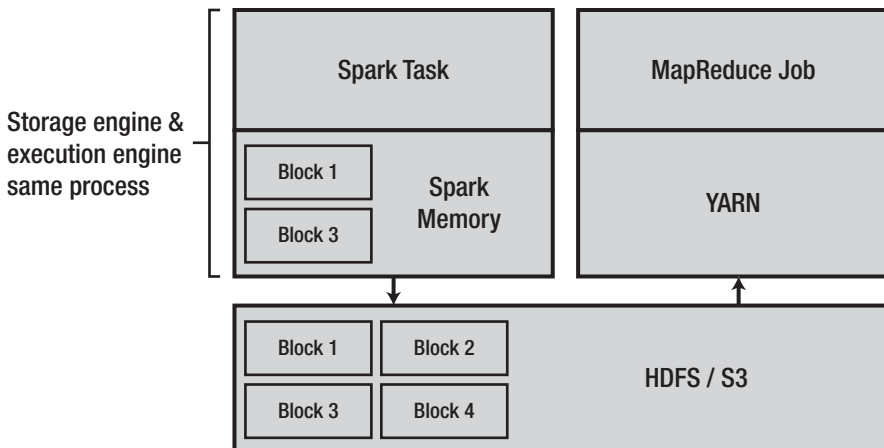 Spark Task
MapReduce Job
Storage engine &
execution engine
same process
Block 1
Block 3
Spark
Memory
YARN
Block 1
Block 2
Block 3
Block 4
HDFS / S3